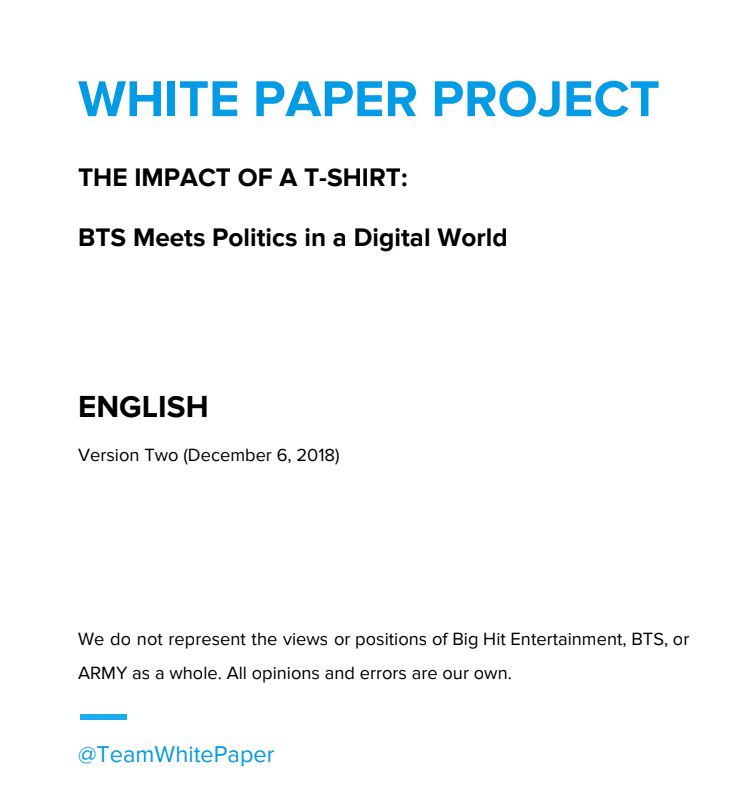 WHITE PAPER PROJECT
THE IMPACT OF A T-SHIRT:
BTS Meets Politics in a Digital World
ENGLISH
Version Two (December 6, 2018)
We do not represent the views or positions of Big Hit Entertainment, BTS, or
ARMY as a whole. All opinions and errors are our own.
@TeamWhitePaper